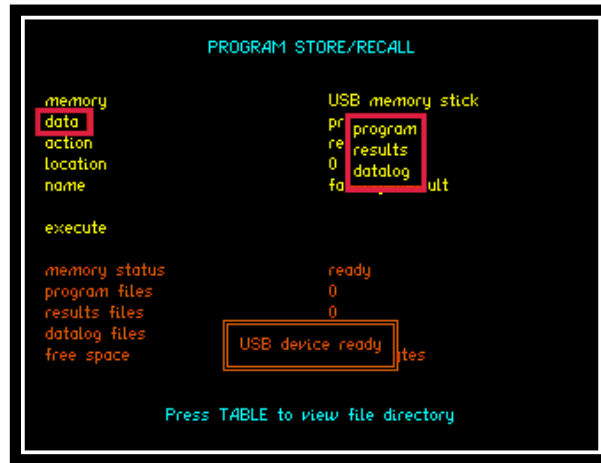 PROGRAM STORE/RECALL
memory USB memory stick
data program
action results
location 0 datalog
name
execute
memory status ready
program files 0
results files 0
datalog files
free space
USB device ready
Press TABLE to view file directory